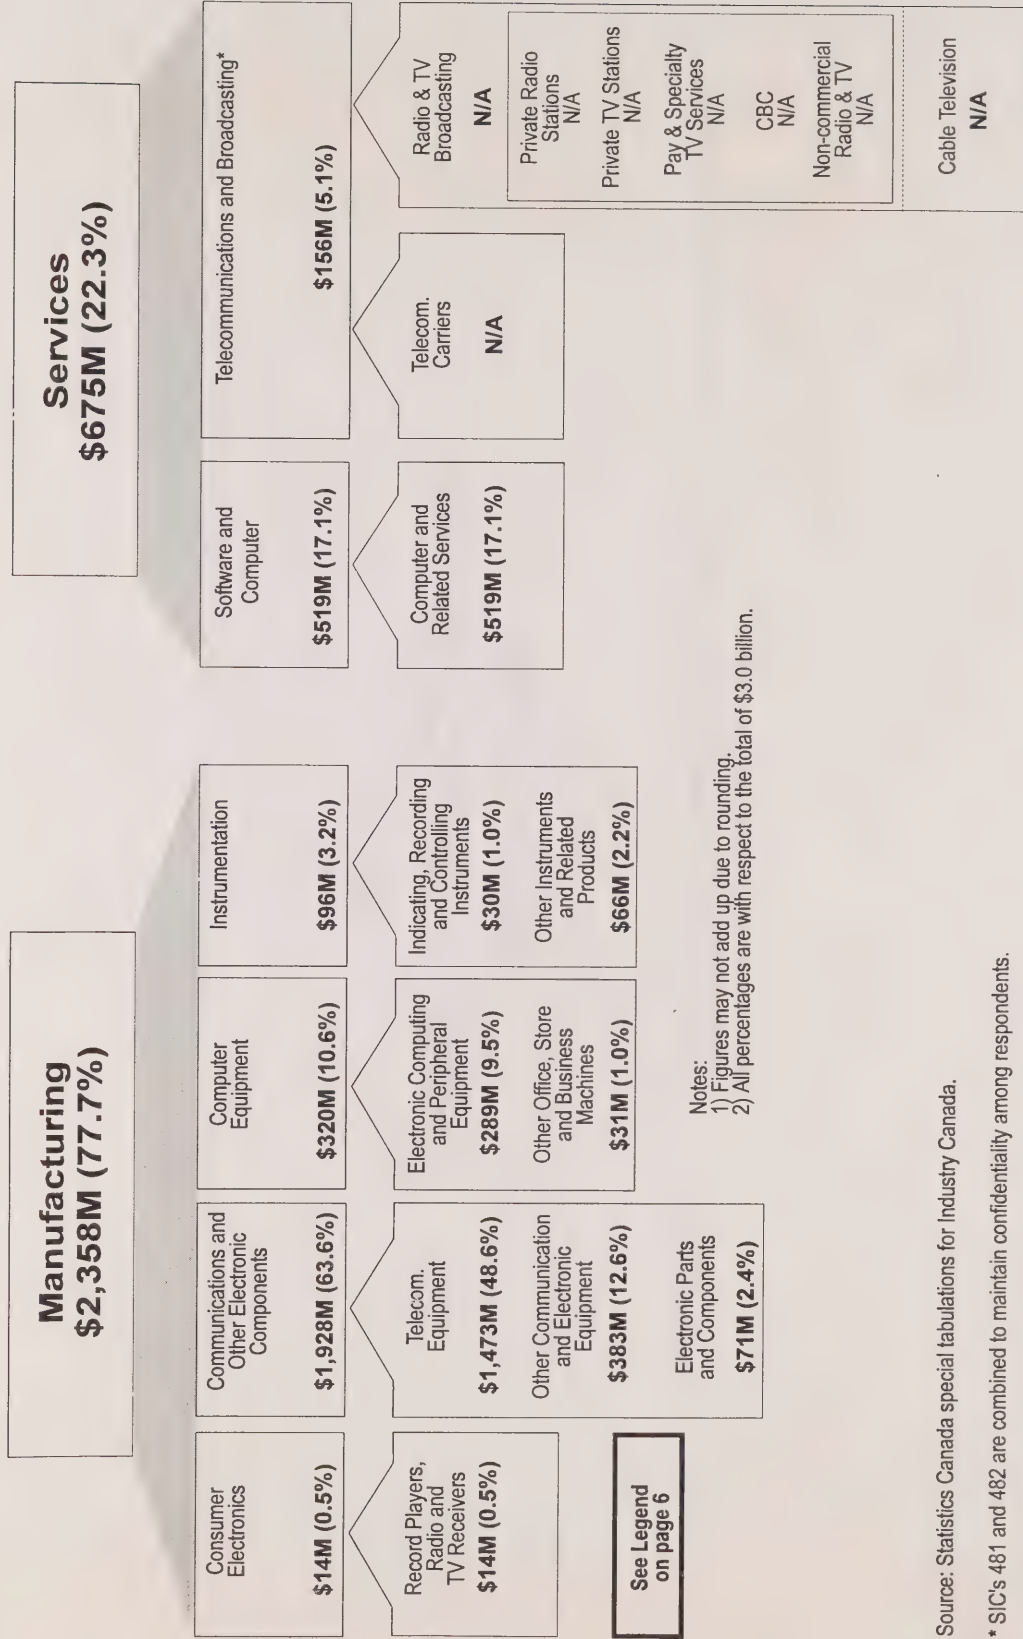 Manufacturing
$2,358M (77.7%)
Services
$675M (22.3%)
Consumer
Electronics
$14M (0.5%)
Communications and
Other Electronic
Components
$1,928M (63.6%)
Computer
Equipment
$320M (10.6%)
Instrumentation
$96M (3.2%)
Software and
Computer
$519M (17.1%)
Telecommunications and Broadcasting*
$156M (5.1%)
Record Players,
Radio and
TV Receivers
$14M (0.5%)
Telecom.
Equipment
$1,473M (48.6%)
Other Communication
and Electronic
Equipment
$383M (12.6%)
Electronic Parts
and Components
$71M (2.4%)
Electronic Computing
and Peripheral
Equipment
$289M (9.5%)
Other Office, Store
and Business
Machines
$31M (1.0%)
Indicating, Recording
and Controlling
Instruments
$30M (1.0%)
Other Instruments
and Related
Products
$66M (2.2%)
Computer and
Related Services
$519M (17.1%)
Telecom.
Carriers
N/A
Radio & TV
Broadcasting
N/A
Private Radio
Stations
N/A
Private TV Stations
N/A
Pay & Specialty
TV Services
N/A
CBC
N/A
Non-commercial
Radio & TV
N/A
Cable Television
N/A
See Legend
on page 6
Notes:
1) Figures may not add up due to rounding.
2) All percentages are with respect to the total of $3.0 billion.
Source: Statistics Canada special tabulations for Industry Canada.
* SIC's 481 and 482 are combined to maintain confidentiality among respondents.